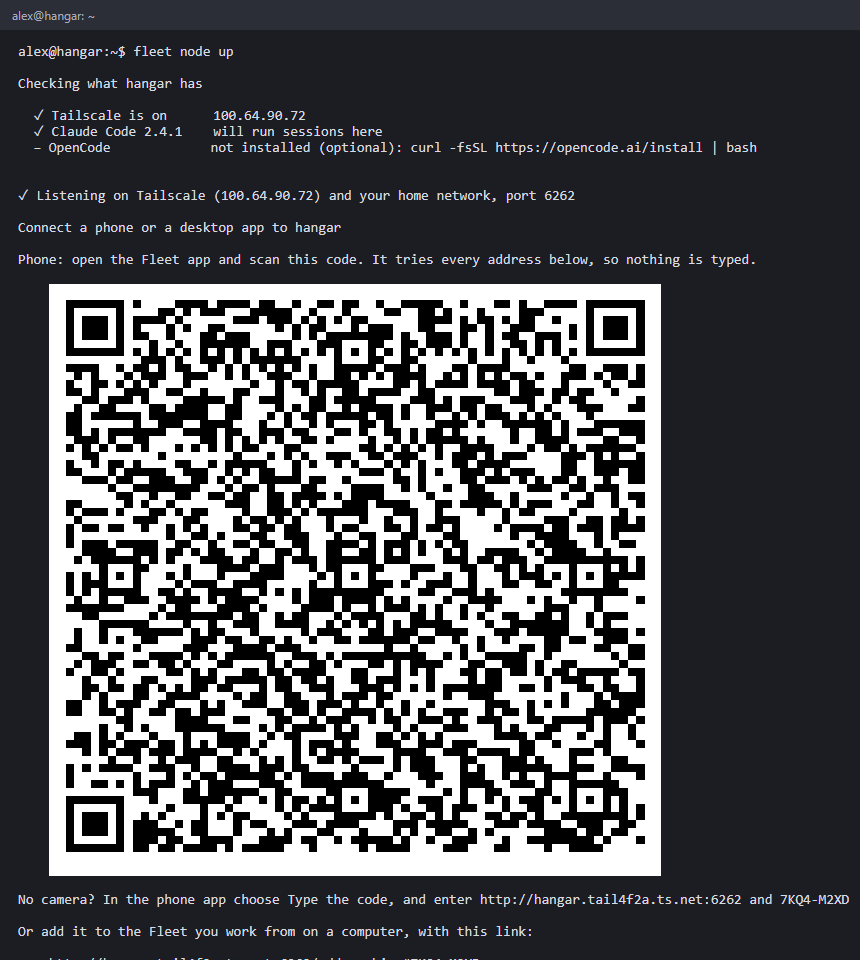 alex@hangar: ~
alex@hangar:~$ fleet node up
Checking what hangar has
✓ Tailscale is on 100.64.90.72
✓ Claude Code 2.4.1 will run sessions here
– OpenCode not installed (optional): curl -fsSL https://opencode.ai/install | bash
✓ Listening on Tailscale (100.64.90.72) and your home network, port 6262
Connect a phone or a desktop app to hangar
Phone: open the Fleet app and scan this code. It tries every address below, so nothing is typed.
No camera? In the phone app choose Type the code, and enter http://hangar.tail4f2a.ts.net:6262 and 7KQ4-M2XD
Or add it to the Fleet you work from on a computer, with this link: